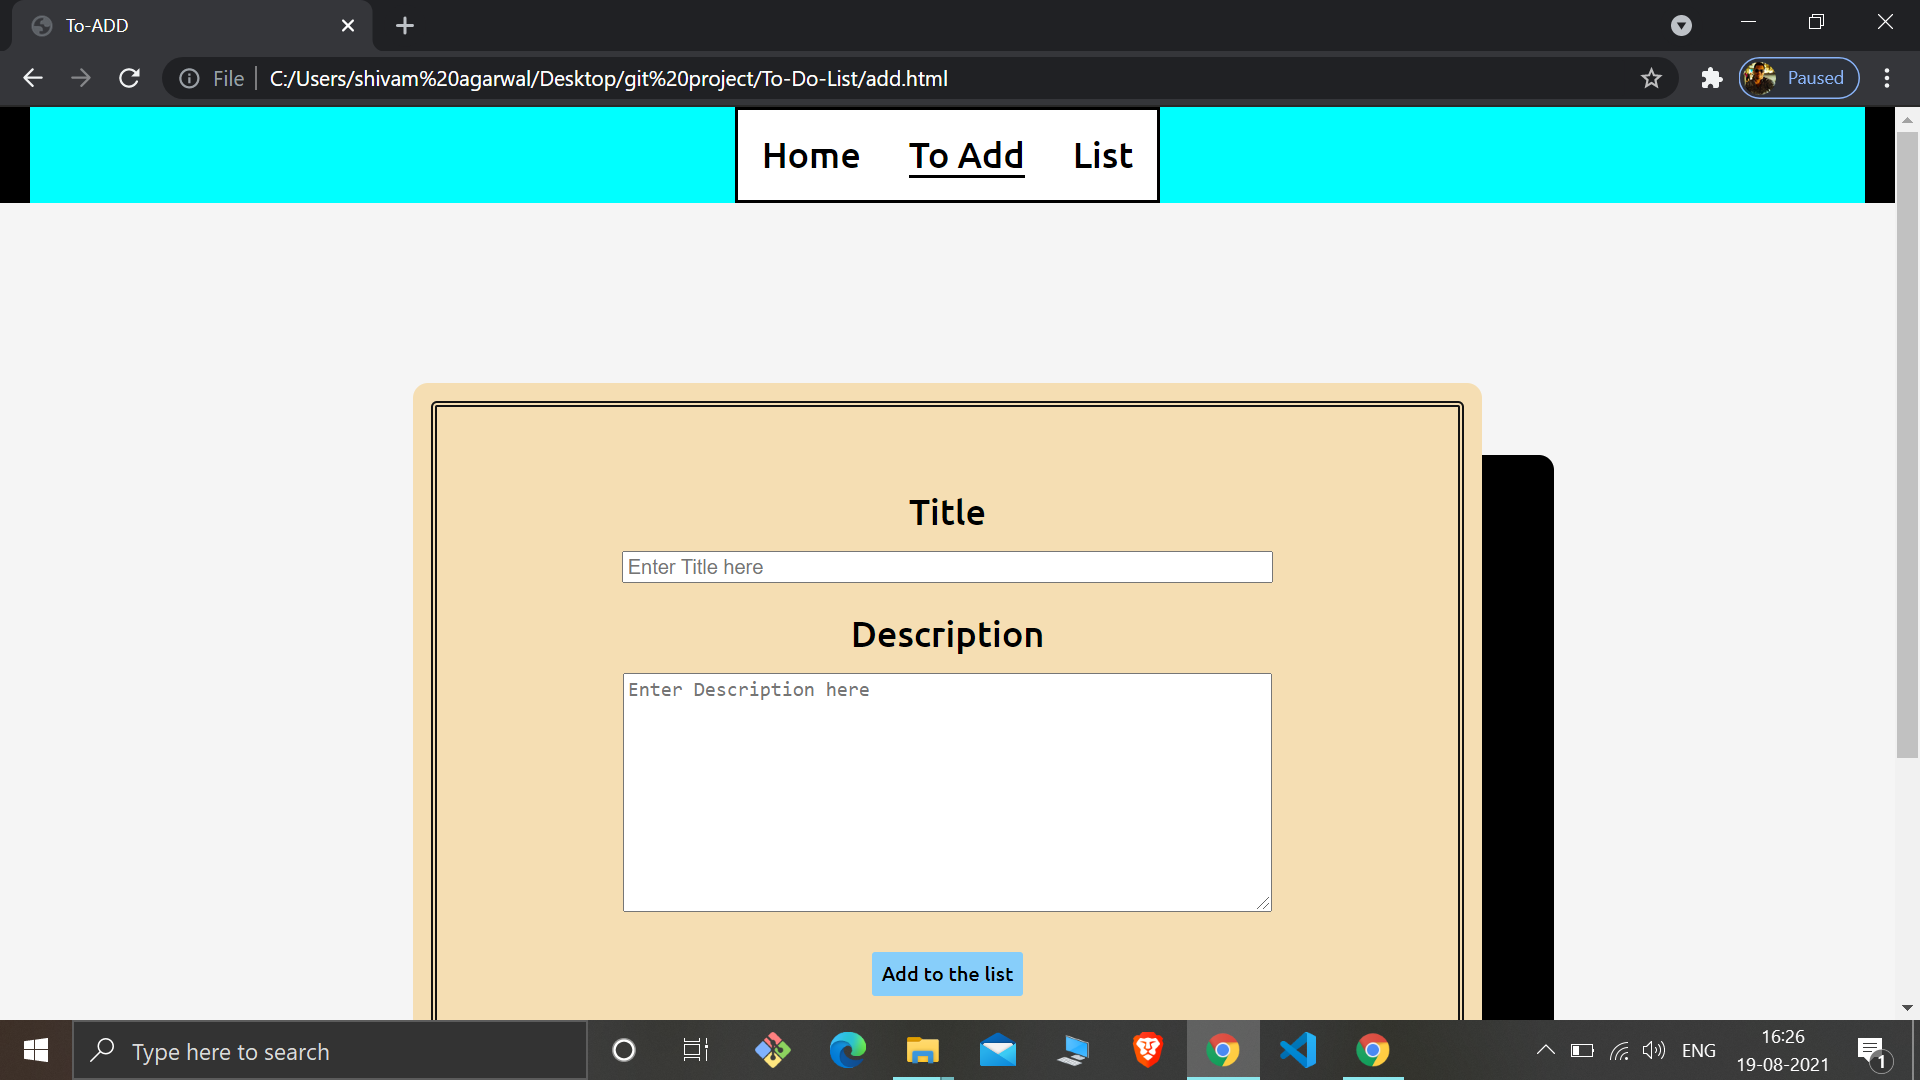 To-ADD
File
C:/Users/shivam%20agarwal/Desktop/git%20project/To-Do-List/add.html
Paused
Home To Add List
Title
Enter Title here
Description
Enter Description here
Add to the list
Type here to search
ENG
16:26
19-08-2021
1